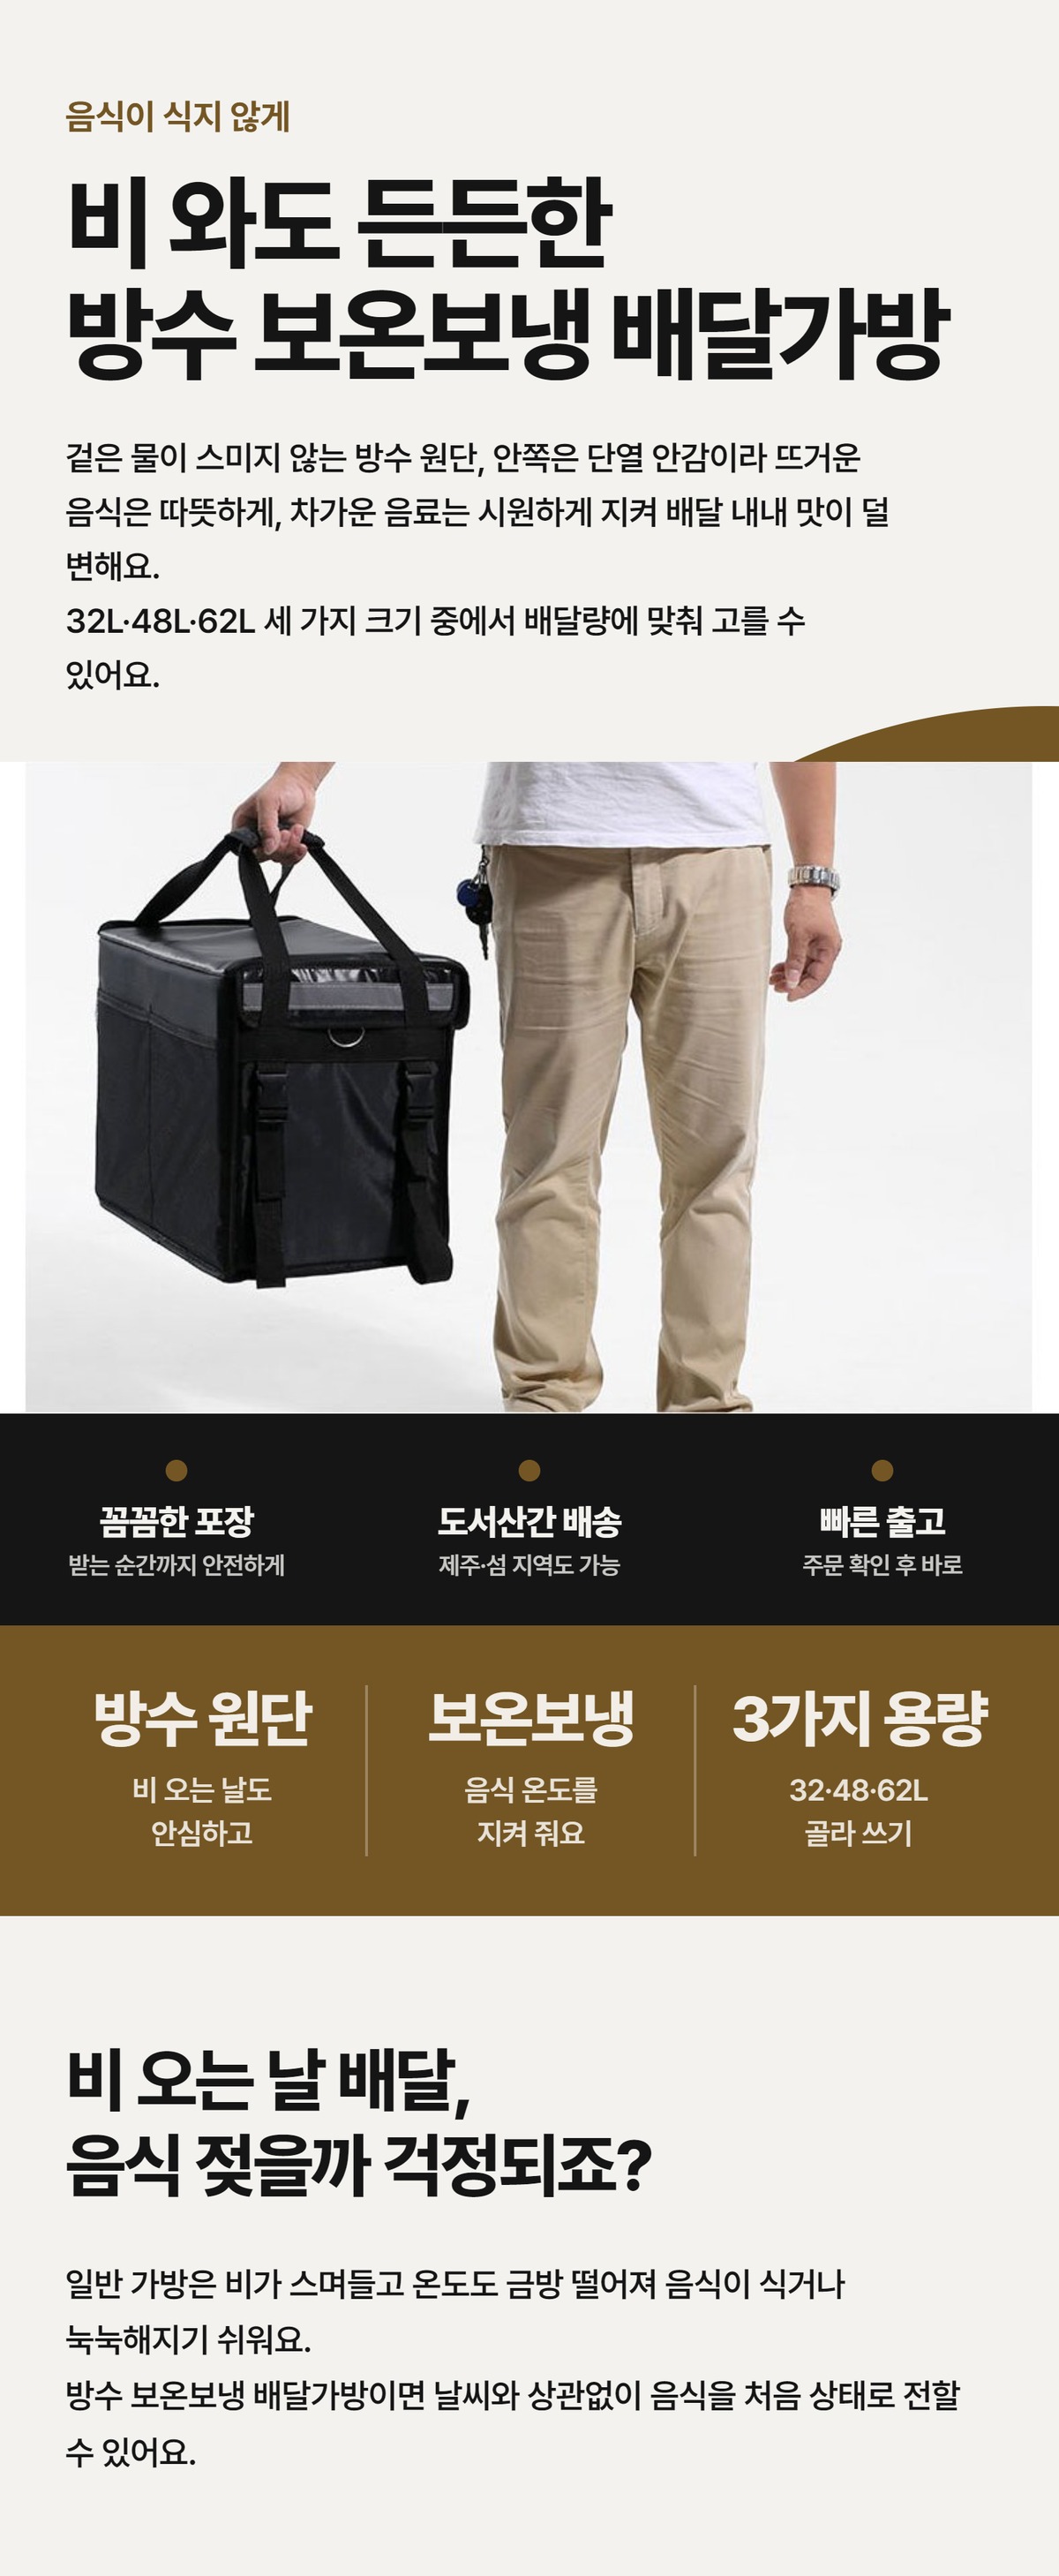 음식이 식지 않게
비 와도 든든한
방수 보온보냉 배달가방
겉은 물이 스미지 않는 방수 원단, 안쪽은 단열 안감이라 뜨거운
음식은 따뜻하게, 차가운 음료는 시원하게 지켜 배달 내내 맛이 덜
변해요.
32L·48L·62L 세 가지 크기 중에서 배달량에 맞춰 고를 수
있어요.
꼼꼼한 포장
받는 순간까지 안전하게
도서산간 배송
제주·섬 지역도 가능
빠른 출고
주문 확인 후 바로
방수 원단
비 오는 날도
안심하고
보온보냉
음식 온도를
지켜 줘요
3가지 용량
32·48·62L
골라 쓰기
비 오는 날 배달,
음식 젖을까 걱정되죠?
일반 가방은 비가 스며들고 온도도 금방 떨어져 음식이 식거나
눅눅해지기 쉬워요.
방수 보온보냉 배달가방이면 날씨와 상관없이 음식을 처음 상태로 전할
수 있어요.